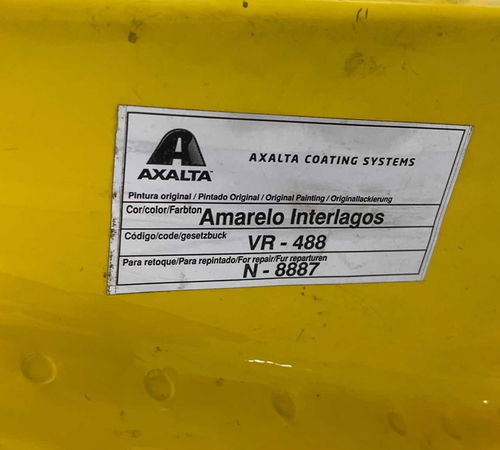 AXALTA
AXALTA COATING SYSTEMS
Pintura original / Pintado Original / Original Painting / Originallackierung
Cor/color/Farbton Amarelo Interlagos
Código/code/gesetzbuck VR - 488
Para retoque/Para repintado/For repair/Fur reparturen
N - 8887